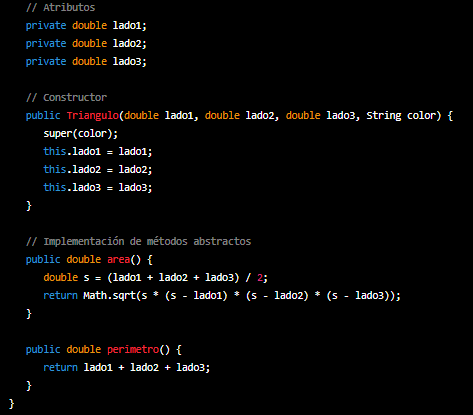 // Atributos
private double lado1;
private double lado2;
private double lado3;
// Constructor
public Triangulo(double lado1, double lado2, double lado3, String color) {
super(color);
this.lado1 = lado1;
this.lado2 = lado2;
this.lado3 = lado3;
}
// Implementación de métodos abstractos
public double area() {
double s = (lado1 + lado2 + lado3) / 2;
return Math.sqrt(s * (s - lado1) * (s - lado2) * (s - lado3));
}
public double perimetro() {
return lado1 + lado2 + lado3;
}
}